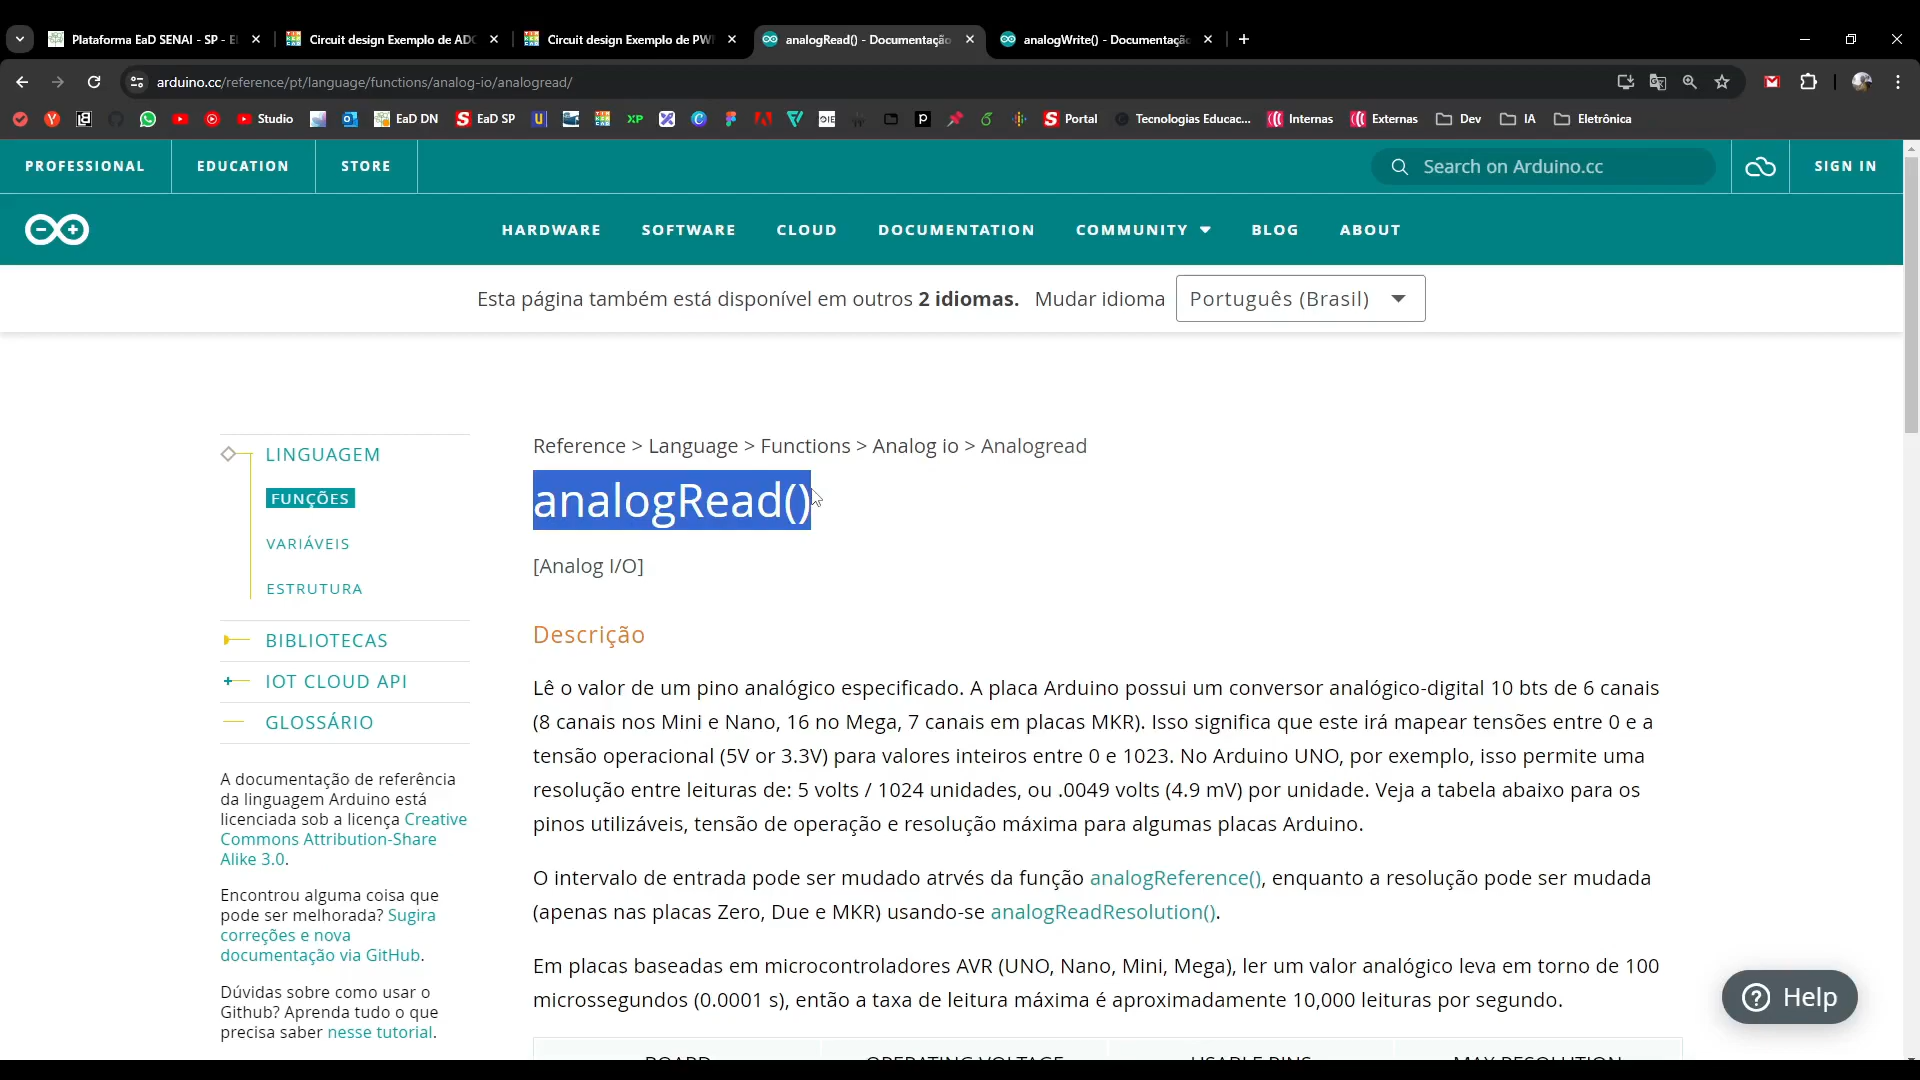 Plataforma EaD SENAI - SP - E
Circuit design Exemplo de ADC
Circuit design Exemplo de PWM
analogRead() - Documentação
analogWrite() - Documentação
arduino.cc/reference/pt/language/functions/analog-io/analogread/
Studio
EaD DN
EaD SP
XP
Portal
Tecnologias Educac...
Internas
Externas
Dev
IA
Eletrônica
PROFESSIONAL
EDUCATION
STORE
Search on Arduino.cc
SIGN IN
HARDWARE
SOFTWARE
CLOUD
DOCUMENTATION
COMMUNITY
BLOG
ABOUT
Esta página também está disponível em outros 2 idiomas. Mudar idioma
Português (Brasil)
LINGUAGEM
FUNÇÕES
VARIÁVEIS
ESTRUTURA
BIBLIOTECAS
IOT CLOUD API
GLOSSÁRIO
A documentação de referência
da linguagem Arduino está
licenciada sob a licença Creative
Commons Attribution-Share
Alike 3.0.
Encontrou alguma coisa que
pode ser melhorada? Sugira
correções e nova
documentação via GitHub.
Dúvidas sobre como usar o
Github? Aprenda tudo o que
precisa saber nesse tutorial.
Reference > Language > Functions > Analog io > Analogread
analogRead()
[Analog I/O]
Descrição
Lê o valor de um pino analógico especificado. A placa Arduino possui um conversor analógico-digital 10 bts de 6 canais
(8 canais nos Mini e Nano, 16 no Mega, 7 canais em placas MKR). Isso significa que este irá mapear tensões entre 0 e a
tensão operacional (5V or 3.3V) para valores inteiros entre 0 e 1023. No Arduino UNO, por exemplo, isso permite uma
resolução entre leituras de: 5 volts / 1024 unidades, ou .0049 volts (4.9 mV) por unidade. Veja a tabela abaixo para os
pinos utilizáveis, tensão de operação e resolução máxima para algumas placas Arduino.
O intervalo de entrada pode ser mudado atrvés da função analogReference(), enquanto a resolução pode ser mudada
(apenas nas placas Zero, Due e MKR) usando-se analogReadResolution().
Em placas baseadas em microcontroladores AVR (UNO, Nano, Mini, Mega), ler um valor analógico leva em torno de 100
microssegundos (0.0001 s), então a taxa de leitura máxima é aproximadamente 10,000 leituras por segundo.
BOARD
OPERATING VOLTAGE
USABLE PINS
MAX RESOLUTION
Help